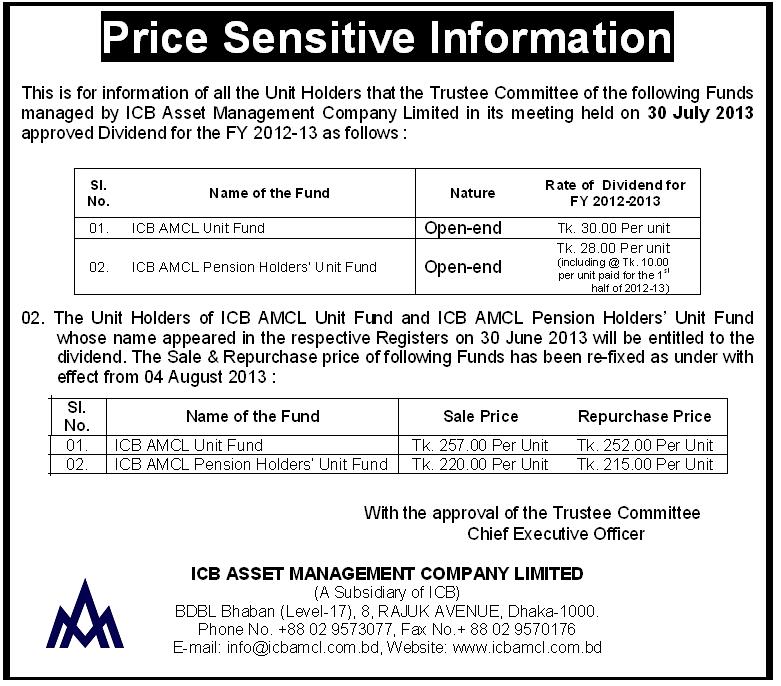 Price Sensitive Information
This is for information of all the Unit Holders that the Trustee Committee of the following Funds
managed by ICB Asset Management Company Limited in its meeting held on 30 July 2013
approved Dividend for the FY 2012-13 as follows :
Sl. No. Name of the Fund Nature Rate of Dividend for FY 2012-2013
01. ICB AMCL Unit Fund Open-end Tk. 30.00 Per unit
02. ICB AMCL Pension Holders' Unit Fund Open-end Tk. 28.00 Per unit
(including @ Tk. 10.00
per unit paid for the 1st
half of 2012-13)
02. The Unit Holders of ICB AMCL Unit Fund and ICB AMCL Pension Holders' Unit Fund
whose name appeared in the respective Registers on 30 June 2013 will be entitled to the
dividend. The Sale & Repurchase price of following Funds has been re-fixed as under with
effect from 04 August 2013 :
Sl. No. Name of the Fund Sale Price Repurchase Price
01. ICB AMCL Unit Fund Tk. 257.00 Per Unit Tk. 252.00 Per Unit
02. ICB AMCL Pension Holders' Unit Fund Tk. 220.00 Per Unit Tk. 215.00 Per Unit
With the approval of the Trustee Committee
Chief Executive Officer
ICB ASSET MANAGEMENT COMPANY LIMITED
(A Subsidiary of ICB)
BDBL Bhaban (Level-17), 8, RAJUK AVENUE, Dhaka-1000.
Phone No. +88 02 9573077, Fax No.+ 88 02 9570176
E-mail: info@icbamcl.com.bd, Website: www.icbamcl.com.bd